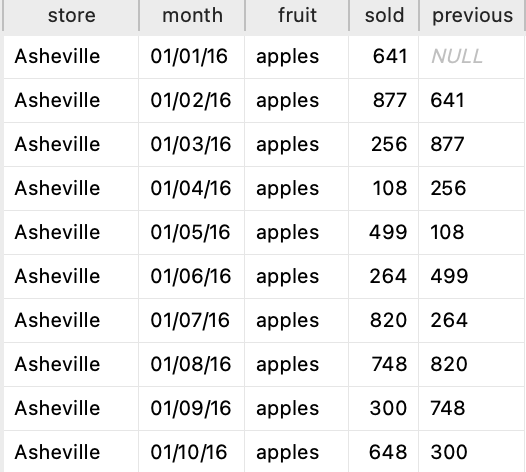 store month fruit sold previous
Asheville 01/01/16 apples 641 NULL
Asheville 01/02/16 apples 877 641
Asheville 01/03/16 apples 256 877
Asheville 01/04/16 apples 108 256
Asheville 01/05/16 apples 499 108
Asheville 01/06/16 apples 264 499
Asheville 01/07/16 apples 820 264
Asheville 01/08/16 apples 748 820
Asheville 01/09/16 apples 300 748
Asheville 01/10/16 apples 648 300